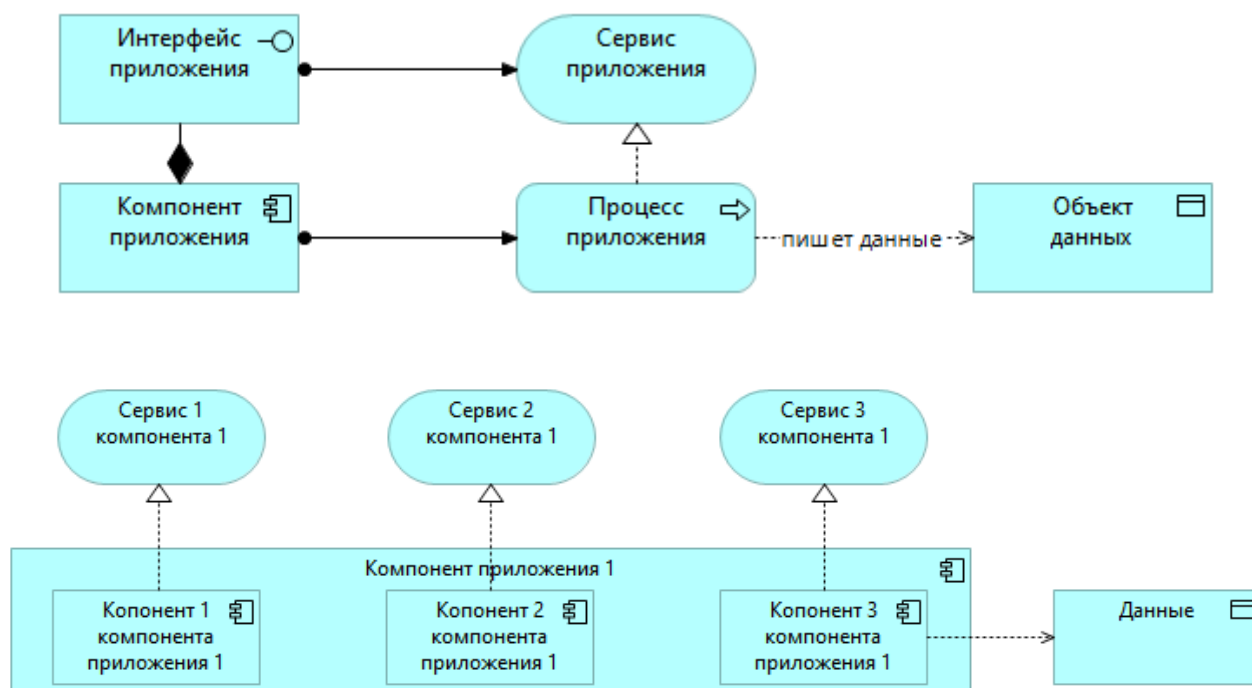 Интерфейс
приложения
Сервис
приложения
Компонент
приложения
Процесс
приложения
пишет данные
Объект
данных
Сервис 1
компонента 1
Сервис 2
компонента 1
Сервис 3
компонента 1
Компонент приложения 1
Копонент 1
компонента
приложения 1
Копонент 2
компонента
приложения 1
Копонент 3
компонента
приложения 1
Данные